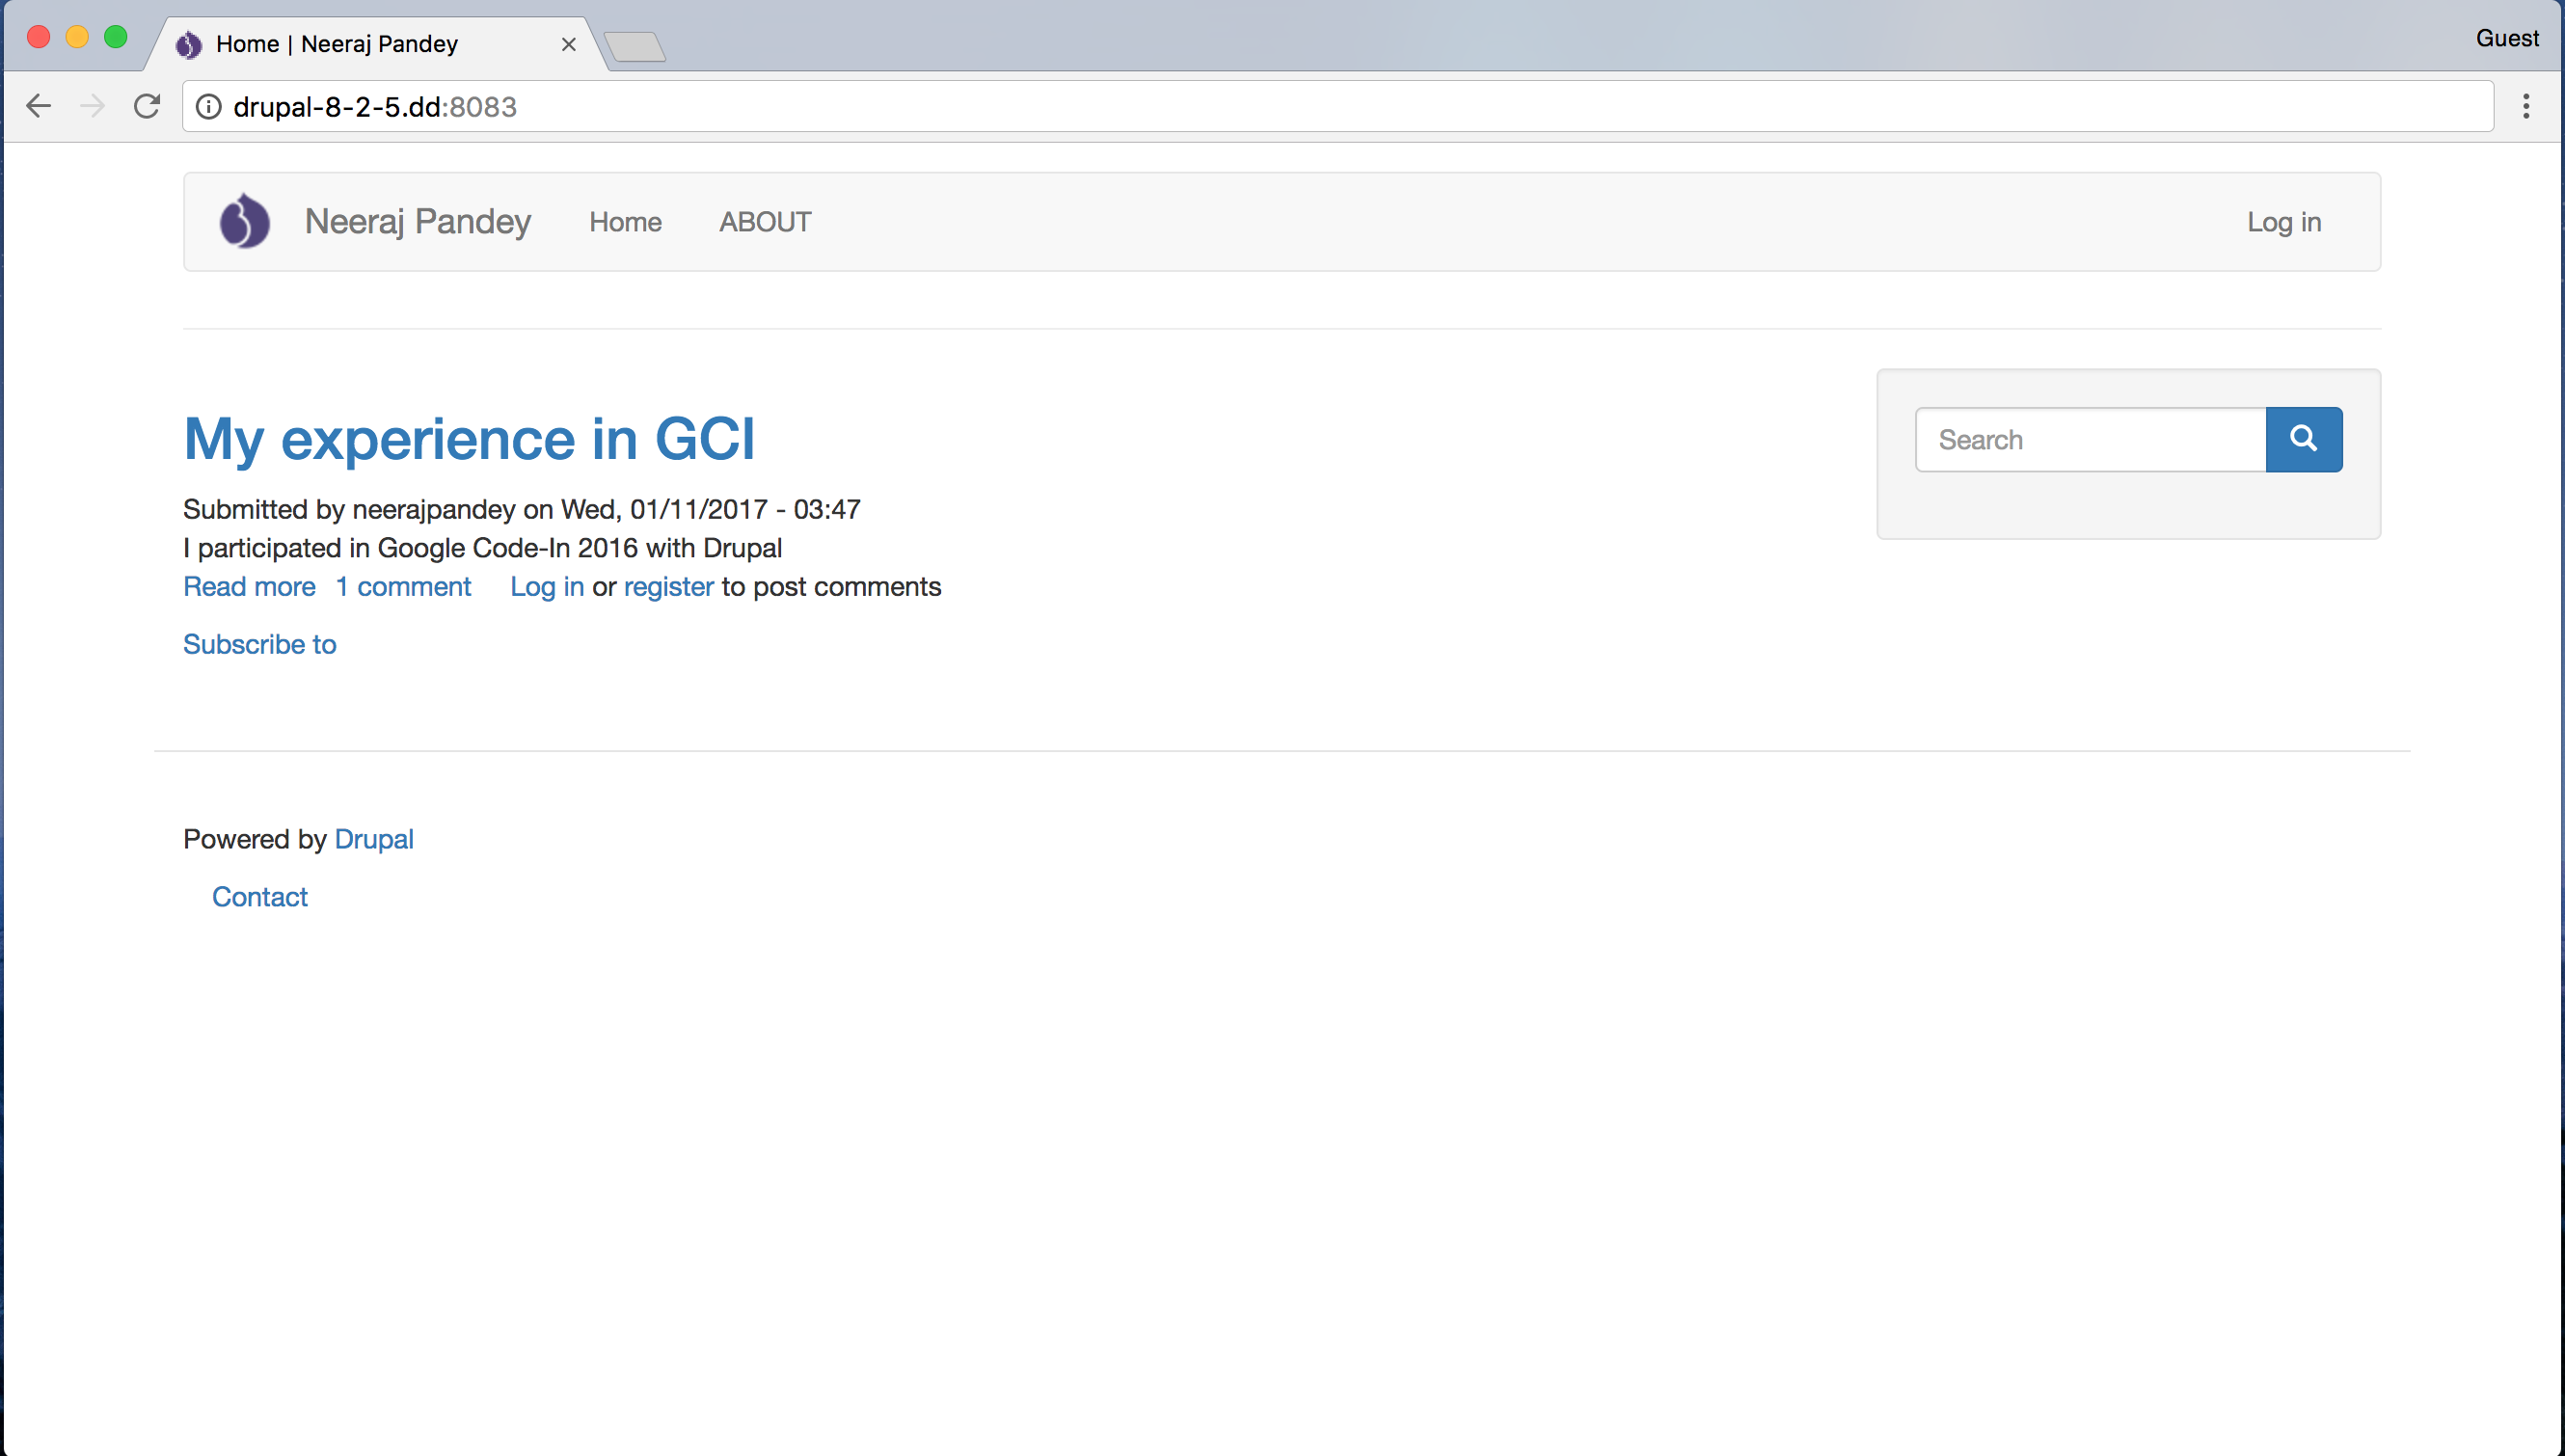 Home | Neeraj Pandey
Guest
drupal-8-2-5.dd:8083
Neeraj Pandey Home ABOUT Log in
My experience in GCI
Search
Submitted by neerajpandey on Wed, 01/11/2017 - 03:47
I participated in Google Code-In 2016 with Drupal
Read more 1 comment Log in or register to post comments
Subscribe to
Powered by Drupal
Contact